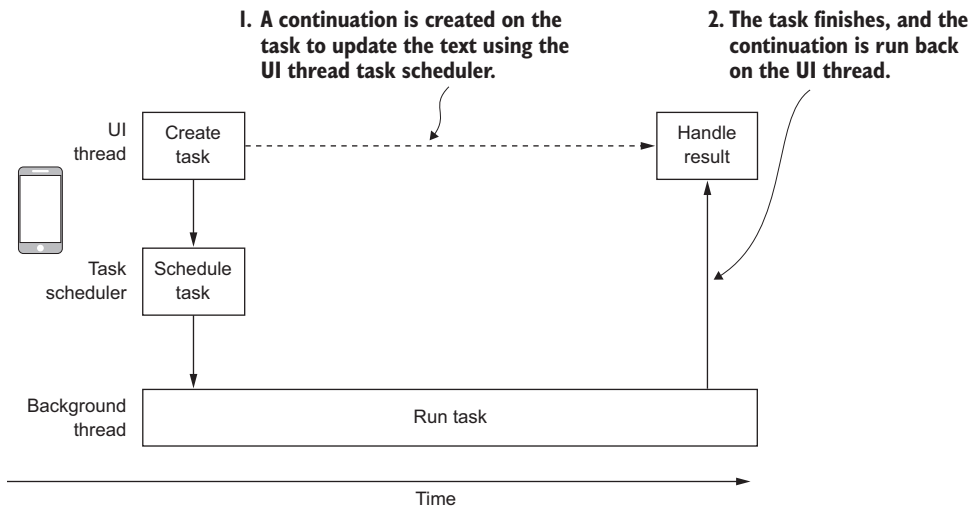 1. A continuation is created on the
task to update the text using the
UI thread task scheduler.
2. The task finishes, and the
continuation is run back
on the UI thread.
UI
thread
Create
task
Handle
result
Task
scheduler
Schedule
task
Background
thread
Run task
Time